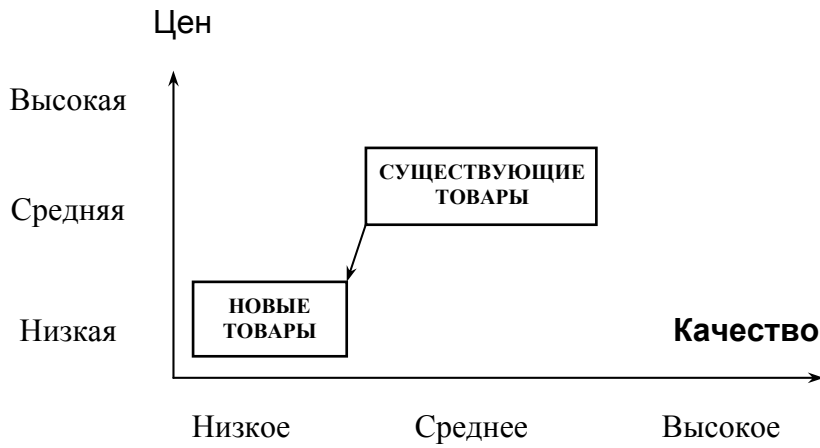 Цен
Высокая
СУЩЕСТВУЮЩИЕ
ТОВАРЫ
Средняя
НОВЫЕ
ТОВАРЫ
Низкая
Качество
Низкое
Среднее
Высокое